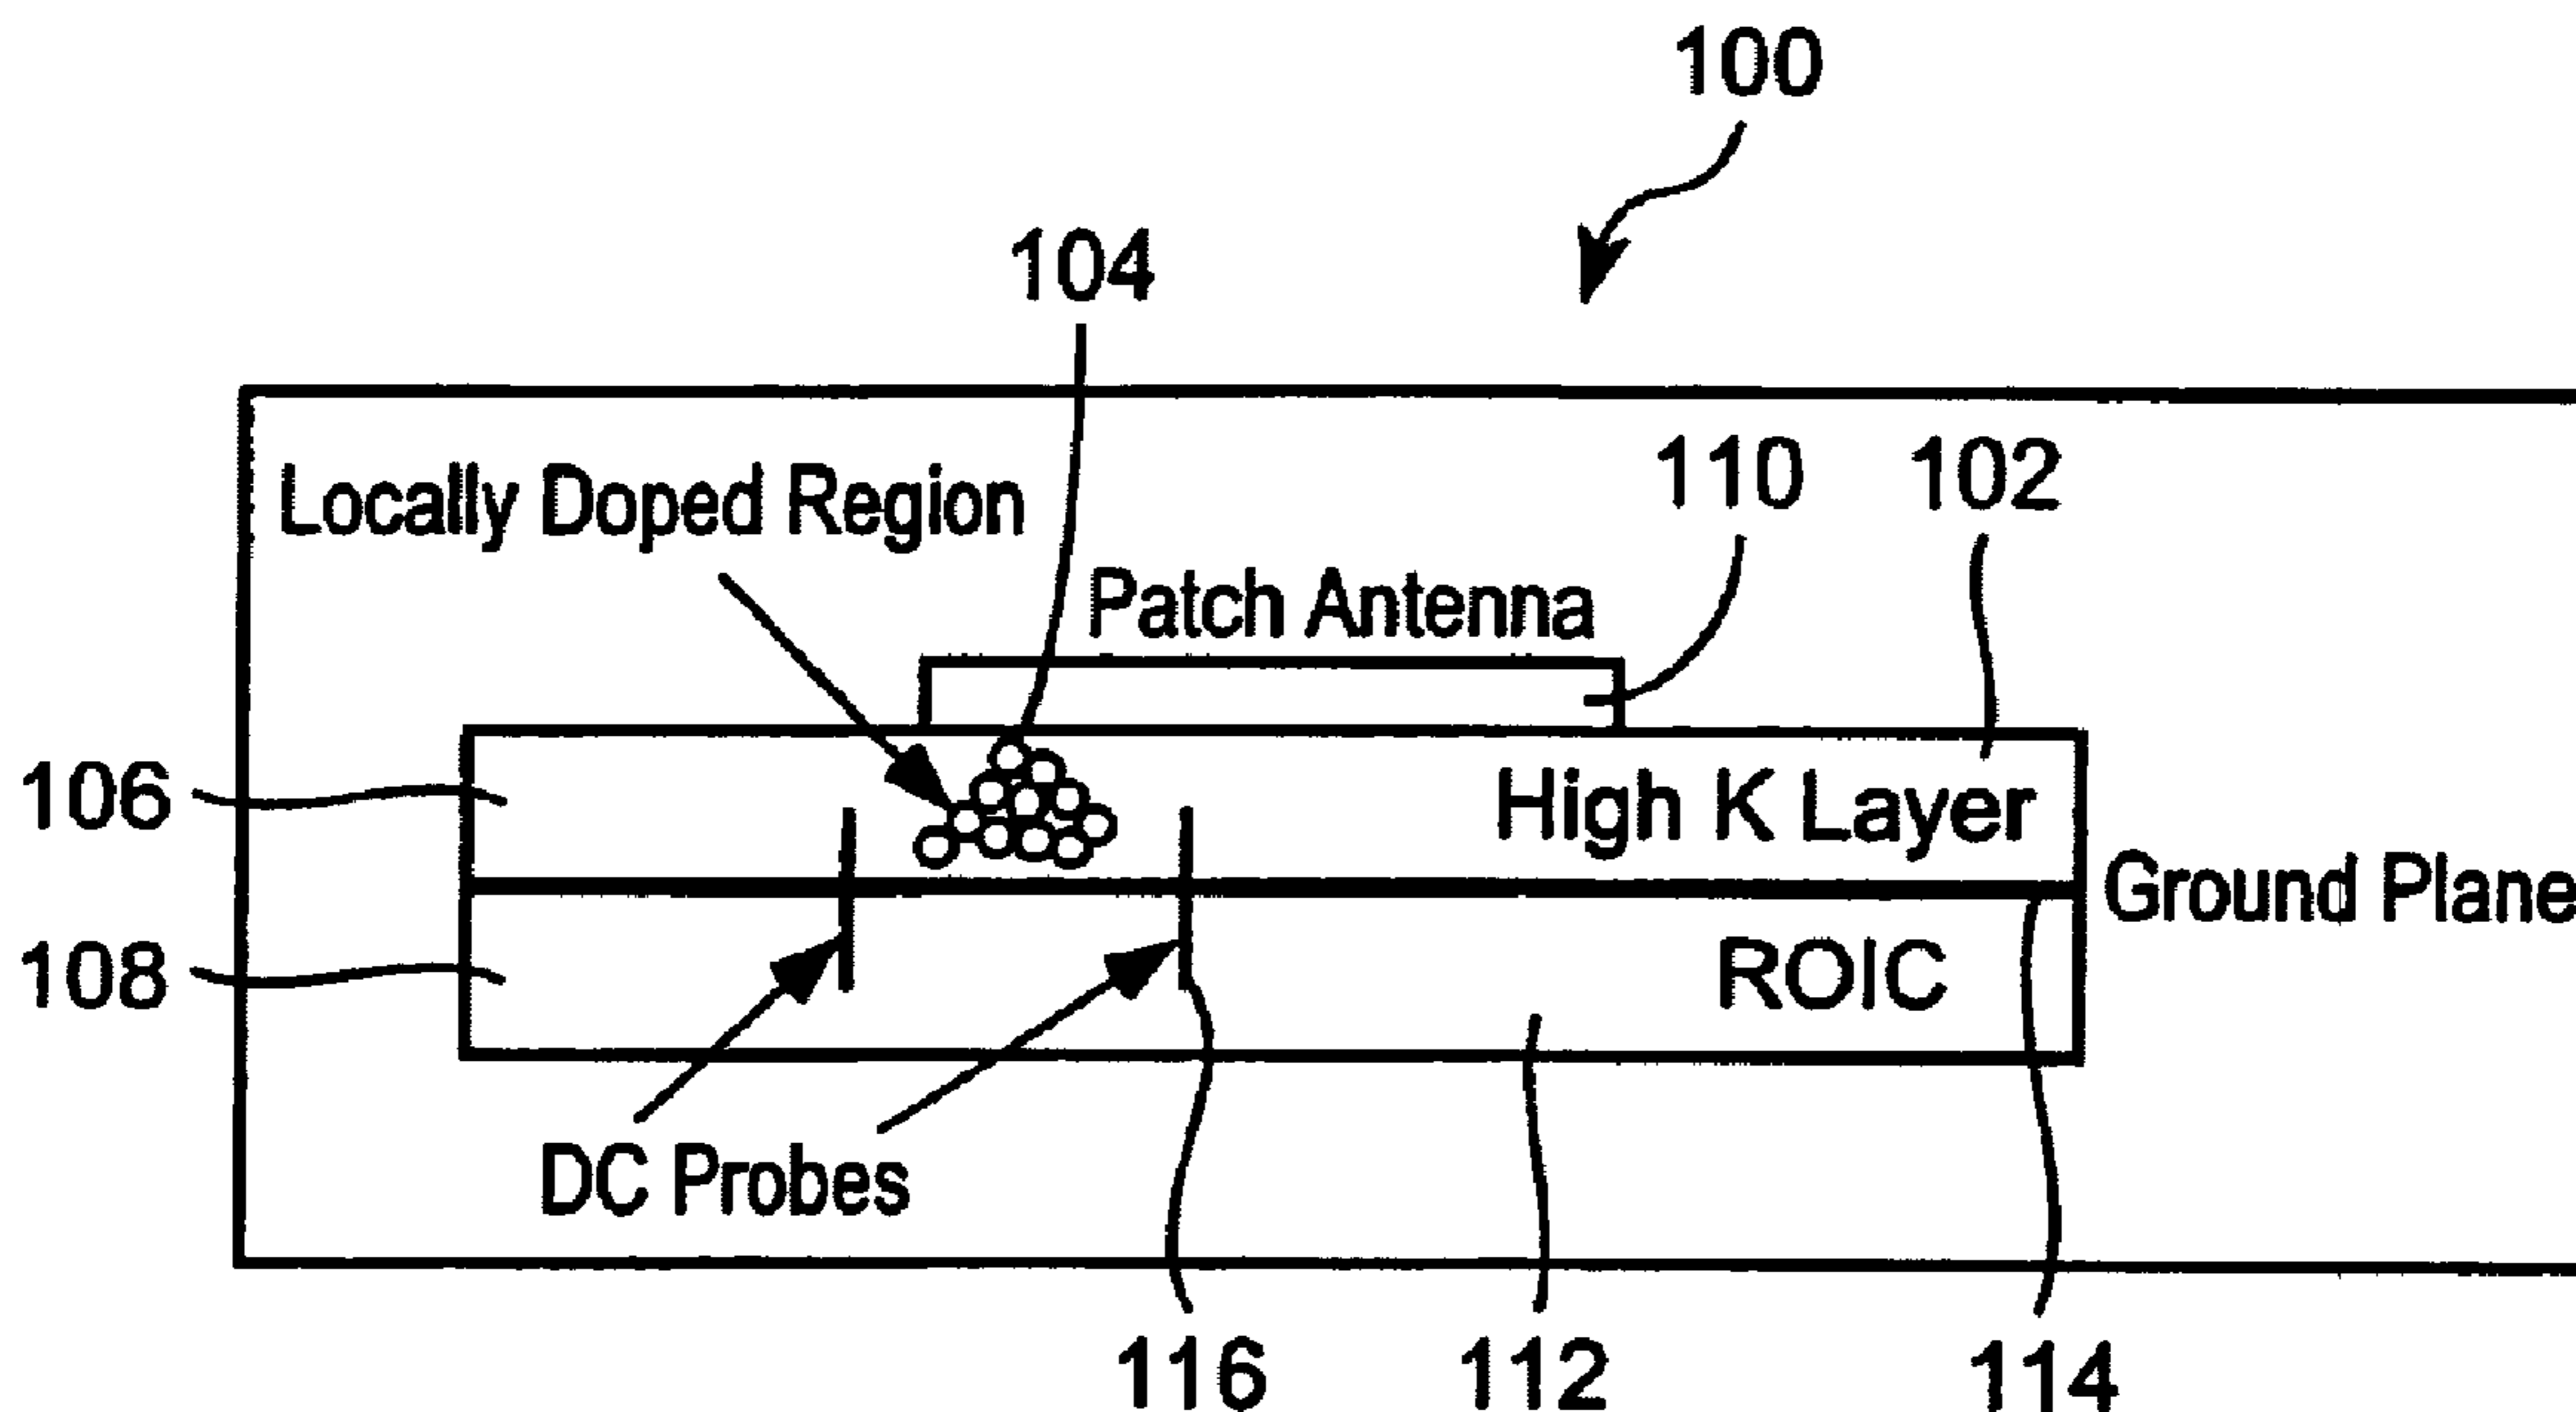 100
104
110
102
Locally Doped Region
Patch Antenna
106
High K Layer
Ground Plane
108
ROIC
DC Probes
116
112
114